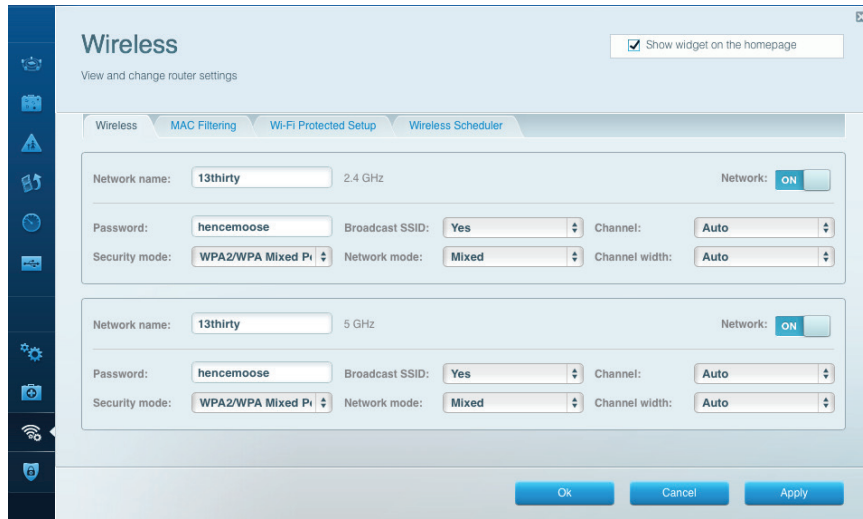 Wireless
Show widget on the homepage
View and change router settings
Wireless MAC Filtering Wi-Fi Protected Setup Wireless Scheduler
Network name: 13thirty 2.4 GHz Network: ON
Password: hencemoose Broadcast SSID: Yes Channel: Auto
Security mode: WPA2/WPA Mixed Network mode: Mixed Channel width: Auto
Network name: 13thirty 5 GHz Network: ON
Password: hencemoose Broadcast SSID: Yes Channel: Auto
Security mode: WPA2/WPA Mixed Network mode: Mixed Channel width: Auto
Ok Cancel Apply